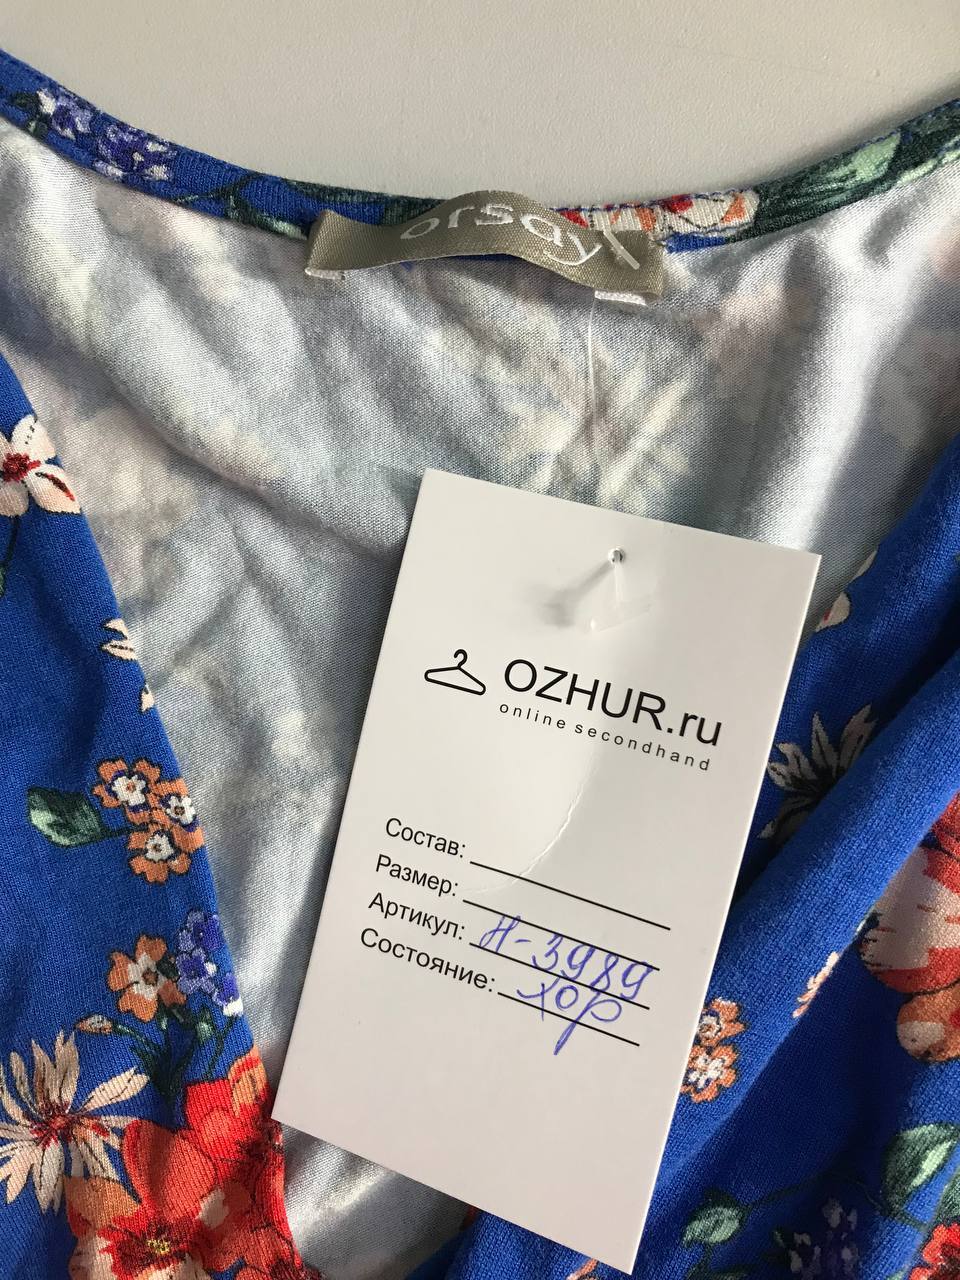 orsay
OZHUR.ru
online secondhand
Состав:
Размер:
Артикул: Н-3989
Состояние: хор